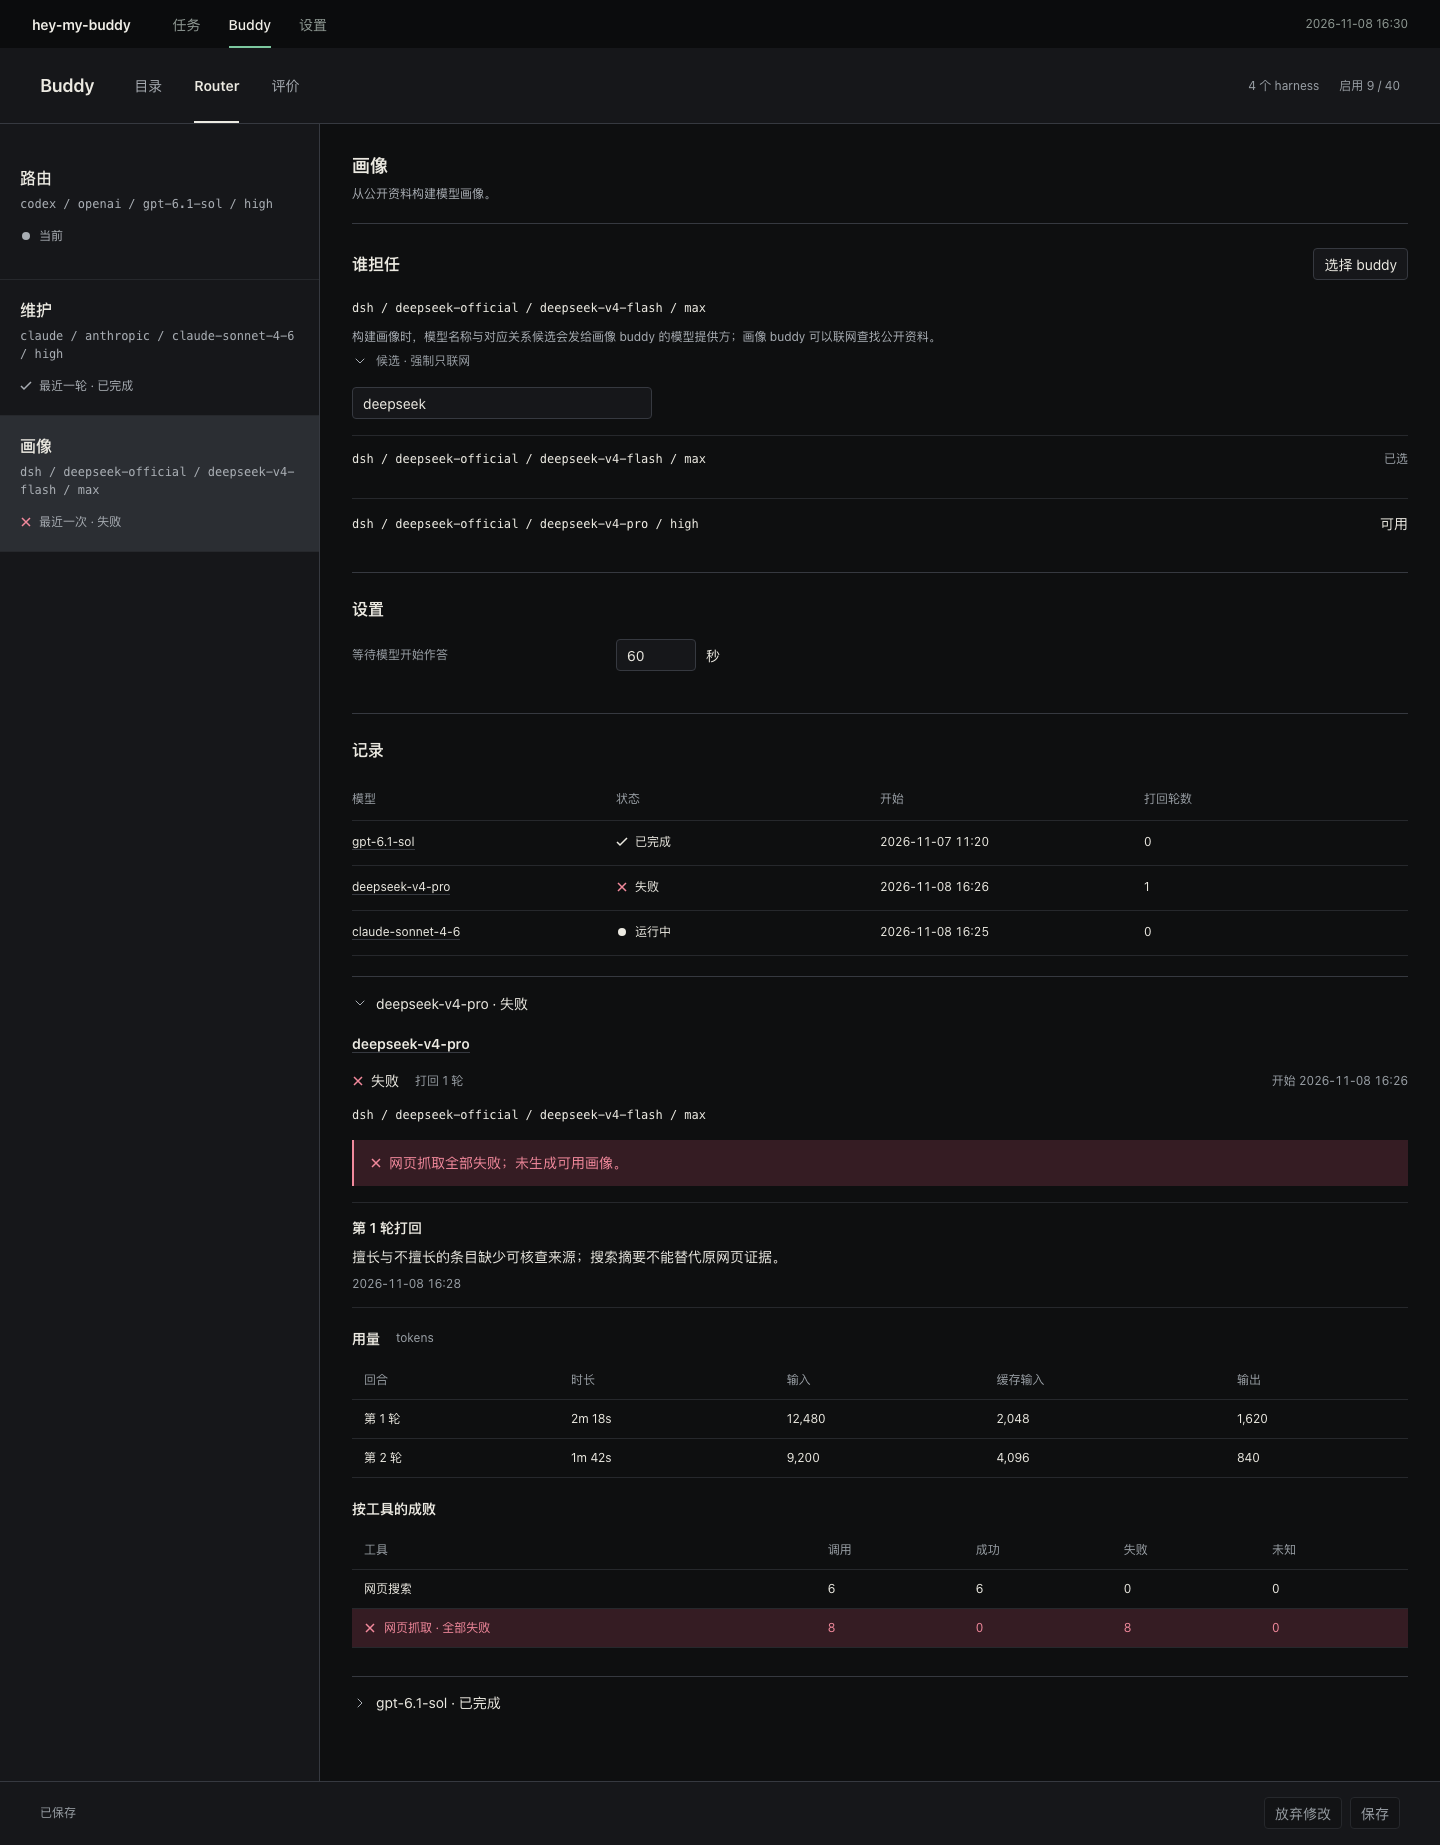 hey-my-buddy 任务 Buddy 设置 2026-11-08 16:30
Buddy 目录 Router 评价 4 个 harness 启用 9 / 40
路由
codex / openai / gpt-6.1-sol / high
当前
维护
claude / anthropic / claude-sonnet-4-6
/ high
最近一轮 · 已完成
画像
dsh / deepseek-official / deepseek-v4-
flash / max
最近一次 · 失败
画像
从公开资料构建模型画像。
谁担任 选择 buddy
dsh / deepseek-official / deepseek-v4-flash / max
构建画像时，模型名称与对应关系候选会发给画像 buddy 的模型提供方；画像 buddy 可以联网查找公开资料。
候选 · 强制只联网
deepseek
dsh / deepseek-official / deepseek-v4-flash / max 已选
dsh / deepseek-official / deepseek-v4-pro / high 可用
设置
等待模型开始作答 60 秒
记录
模型 状态 开始 打回轮数
gpt-6.1-sol 已完成 2026-11-07 11:20 0
deepseek-v4-pro 失败 2026-11-08 16:26 1
claude-sonnet-4-6 运行中 2026-11-08 16:25 0
deepseek-v4-pro · 失败
deepseek-v4-pro
失败 打回 1 轮 开始 2026-11-08 16:26
dsh / deepseek-official / deepseek-v4-flash / max
网页抓取全部失败；未生成可用画像。
第 1 轮打回
擅长与不擅长的条目缺少可核查来源；搜索摘要不能替代原网页证据。
2026-11-08 16:28
用量 tokens
回合 时长 输入 缓存输入 输出
第 1 轮 2m 18s 12,480 2,048 1,620
第 2 轮 1m 42s 9,200 4,096 840
按工具的成败
工具 调用 成功 失败 未知
网页搜索 6 6 0 0
网页抓取 · 全部失败 8 0 8 0
gpt-6.1-sol · 已完成
已保存 放弃修改 保存